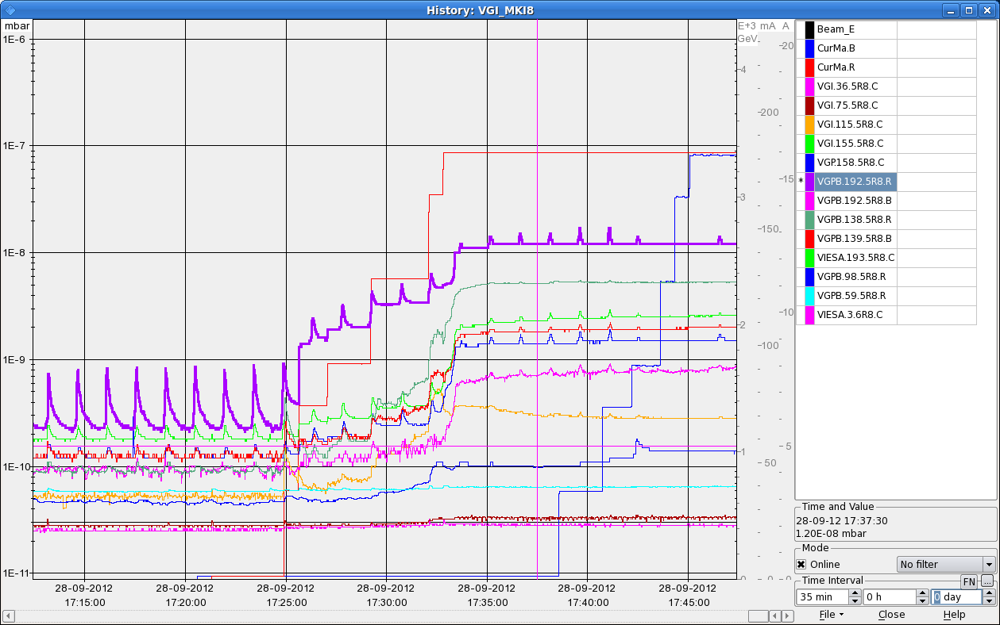 History: VGI_MKI8
mbar
1E-6
1E-7
1E-8
1E-9
1E-10
1E-11
E+3 mA A
GeV
20
4
200
15
3
150
10
2
100
5
1
50
0 0 0
28-09-2012 28-09-2012 28-09-2012 28-09-2012 28-09-2012 28-09-2012 28-09-2012
17:15:00 17:20:00 17:25:00 17:30:00 17:35:00 17:40:00 17:45:00
Beam_E
CurMa.B
CurMa.R
VGI.36.5R8.C
VGI.75.5R8.C
VGI.115.5R8.C
VGI.155.5R8.C
VGP.158.5R8.C
* VGPB.192.5R8.R
VGPB.192.5R8.B
VGPB.138.5R8.R
VGPB.139.5R8.B
VIESA.193.5R8.C
VGPB.98.5R8.R
VGPB.59.5R8.R
VIESA.3.6R8.C
Time and Value
28-09-12 17:37:30
1.20E-08 mbar
Mode
Online No filter
Time Interval FN ...
35 min 0 h 0 day
File Close Help